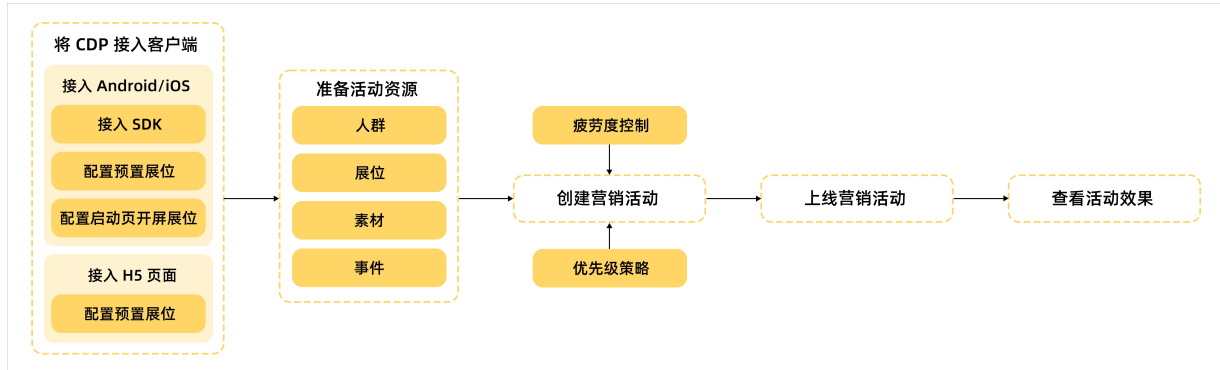 将 CDP 接入客户端
接入 Android/iOS
接入 SDK
配置预置展位
配置启动页开屏展位
接入 H5 页面
配置预置展位
准备活动资源
人群
展位
素材
事件
疲劳度控制
创建营销活动
优先级策略
上线营销活动
查看活动效果